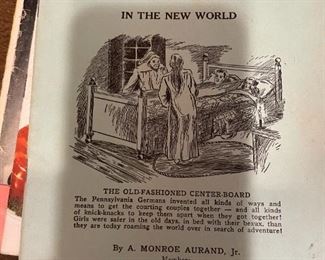 IN THE NEW WORLD
THE OLD-FASHIONED CENTER-BOARD
The Pennsylvania Germans invented all kinds of ways and
means to get the courting couples together — and all kinds
of knick-knacks to keep them apart when they got together!
Girls were safer in the old days, in bed with their beaux, than
they are today roaming the world over in search of adventure!
By A. MONROE AURAND, Jr.